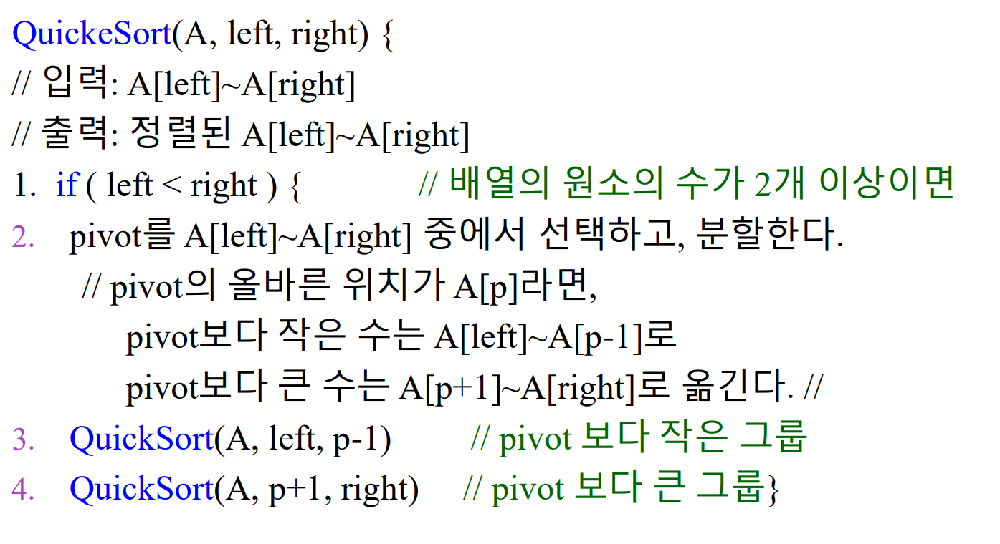 QuickeSort(A, left, right) {
// 입력: A[left]~A[right]
// 출력: 정렬된 A[left]~A[right]
1. if ( left < right ) { // 배열의 원소의 수가 2개 이상이면
2. pivot를 A[left]~A[right] 중에서 선택하고, 분할한다.
// pivot의 올바른 위치가 A[p]라면,
pivot보다 작은 수는 A[left]~A[p-1]로
pivot보다 큰 수는 A[p+1]~A[right]로 옮긴다. //
3. QuickSort(A, left, p-1) // pivot 보다 작은 그룹
4. QuickSort(A, p+1, right) // pivot 보다 큰 그룹}